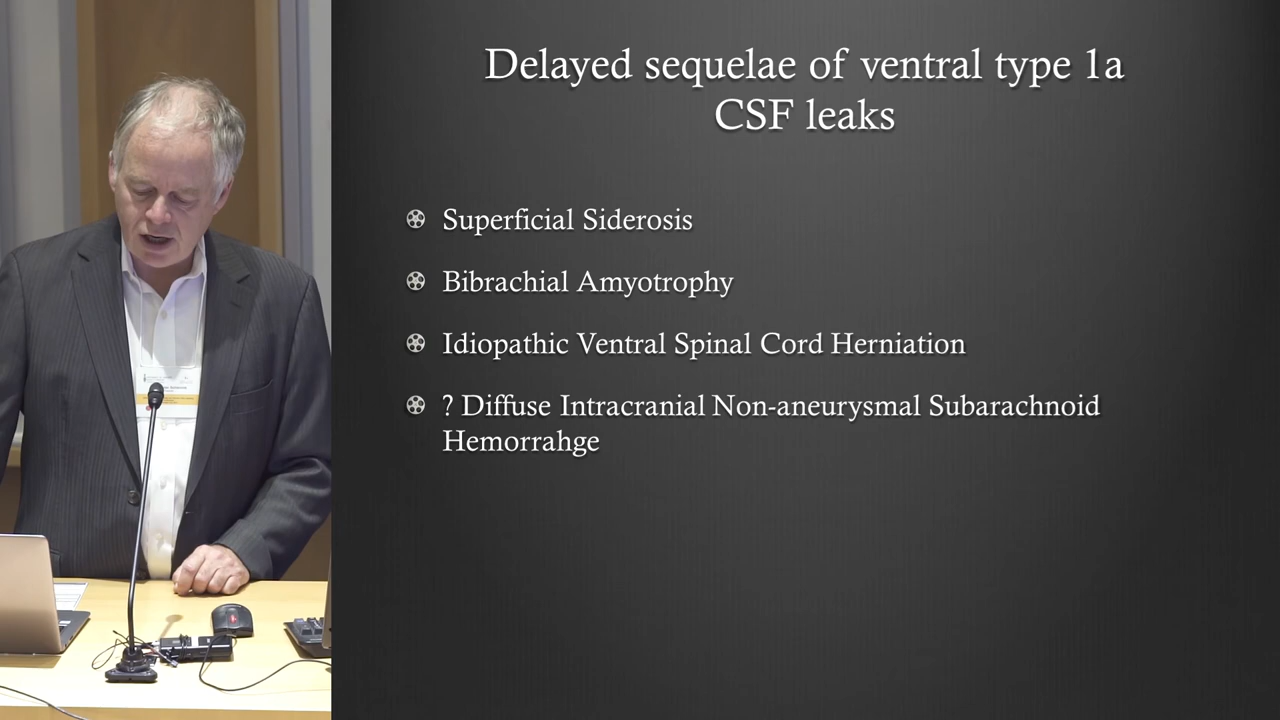 Delayed sequelae of ventral type 1a
CSF leaks
Superficial Siderosis
Bibrachial Amyotrophy
Idiopathic Ventral Spinal Cord Herniation
? Diffuse Intracranial Non-aneurysmal Subarachnoid
Hemorrahge